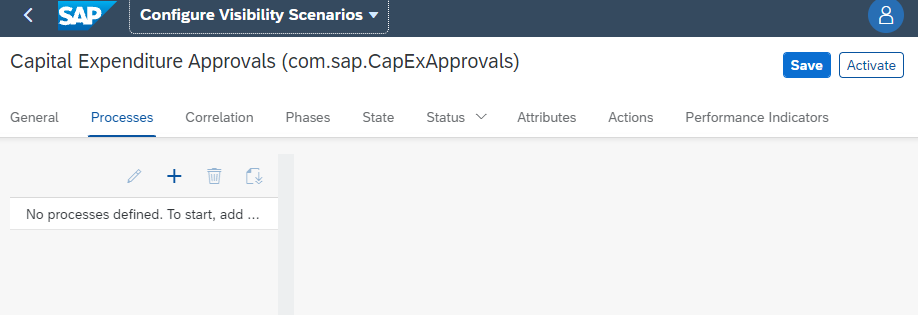 SAP Configure Visibility Scenarios
Capital Expenditure Approvals (com.sap.CapExApprovals)
Save Activate
General Processes Correlation Phases State Status Attributes Actions Performance Indicators
No processes defined. To start, add ...